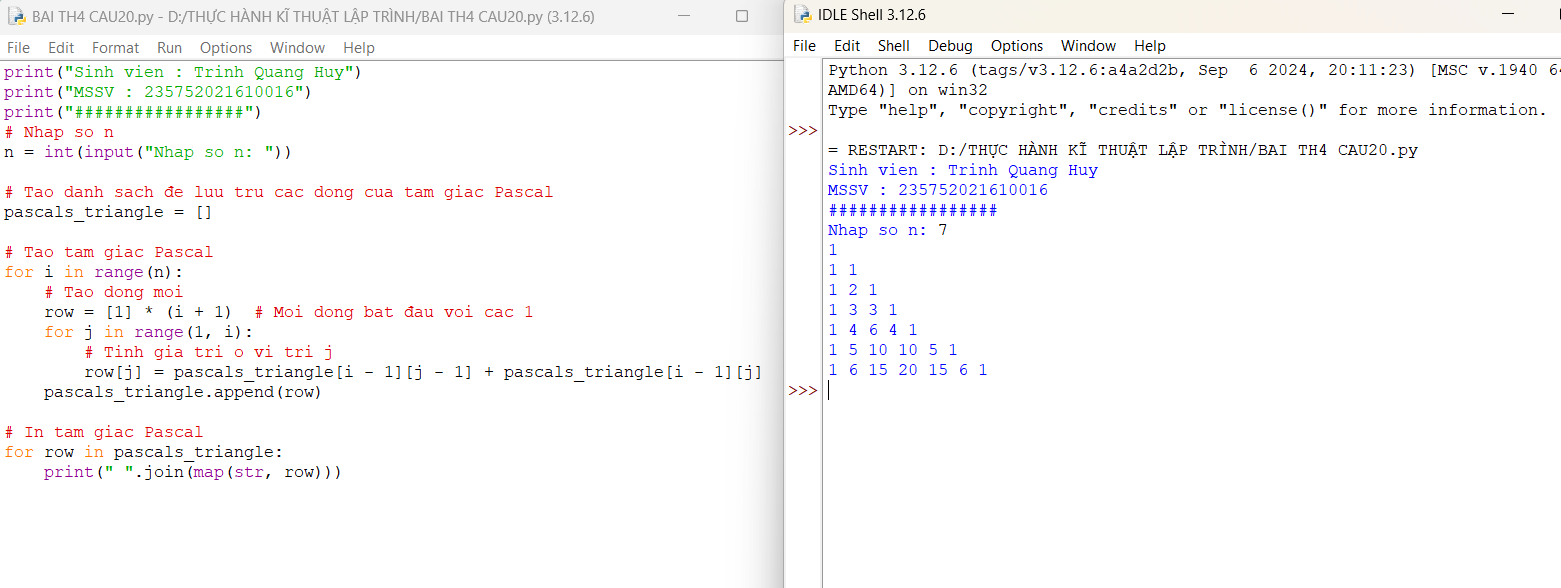 BAI TH4 CAU20.py - D:/THỰC HÀNH KĨ THUẬT LẬP TRÌNH/BAI TH4 CAU20.py (3.12.6)
File Edit Format Run Options Window Help
print("Sinh vien : Trinh Quang Huy")
print("MSSV : 235752021610016")
print("#################")
# Nhap so n
n = int(input("Nhap so n: "))
# Tao danh sach đe luu tru cac dong cua tam giac Pascal
pascals_triangle = []
# Tao tam giac Pascal
for i in range(n):
    # Tao dong moi
    row = [1] * (i + 1)  # Moi dong bat đau voi cac 1
    for j in range(1, i):
        # Tinh gia tri o vi tri j
        row[j] = pascals_triangle[i - 1][j - 1] + pascals_triangle[i - 1][j]
    pascals_triangle.append(row)
# In tam giac Pascal
for row in pascals_triangle:
    print(" ".join(map(str, row)))
IDLE Shell 3.12.6
File Edit Shell Debug Options Window Help
Python 3.12.6 (tags/v3.12.6:a4a2d2b, Sep  6 2024, 20:11:23) [MSC v.1940 64
AMD64)] on win32
Type "help", "copyright", "credits" or "license()" for more information.
>>>
= RESTART: D:/THỰC HÀNH KĨ THUẬT LẬP TRÌNH/BAI TH4 CAU20.py
Sinh vien : Trinh Quang Huy
MSSV : 235752021610016
#################
Nhap so n: 7
1
1 1
1 2 1
1 3 3 1
1 4 6 4 1
1 5 10 10 5 1
1 6 15 20 15 6 1
>>>